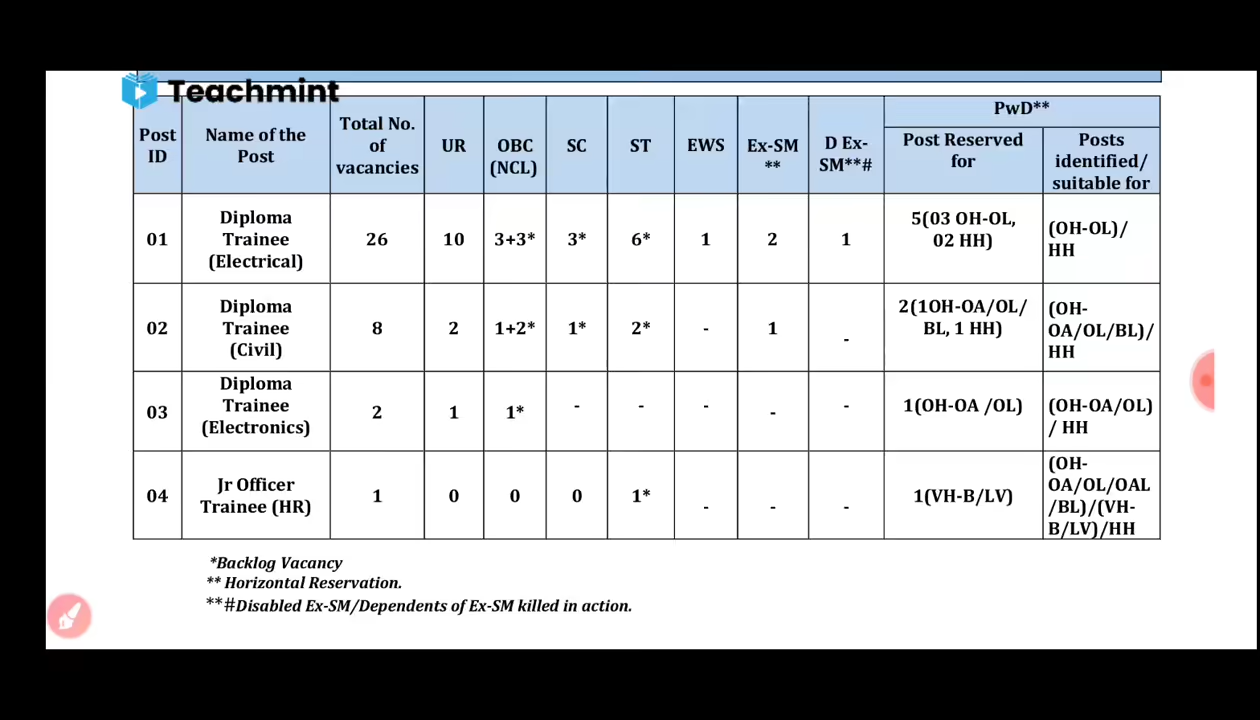 Teachmint
Post ID | Name of the Post | Total No. of vacancies | UR | OBC (NCL) | SC | ST | EWS | Ex-SM ** | D Ex-SM**# | PwD** Post Reserved for | PwD** Posts identified/ suitable for
01 | Diploma Trainee (Electrical) | 26 | 10 | 3+3* | 3* | 6* | 1 | 2 | 1 | 5(03 OH-OL, 02 HH) | (OH-OL)/ HH
02 | Diploma Trainee (Civil) | 8 | 2 | 1+2* | 1* | 2* | - | 1 | - | 2(1OH-OA/OL/ BL, 1 HH) | (OH-OA/OL/BL)/ HH
03 | Diploma Trainee (Electronics) | 2 | 1 | 1* | - | - | - | - | - | 1(OH-OA /OL) | (OH-OA/OL) / HH
04 | Jr Officer Trainee (HR) | 1 | 0 | 0 | 0 | 1* | - | - | - | 1(VH-B/LV) | (OH-OA/OL/OAL /BL)/(VH-B/LV)/HH
*Backlog Vacancy
** Horizontal Reservation.
**#Disabled Ex-SM/Dependents of Ex-SM killed in action.